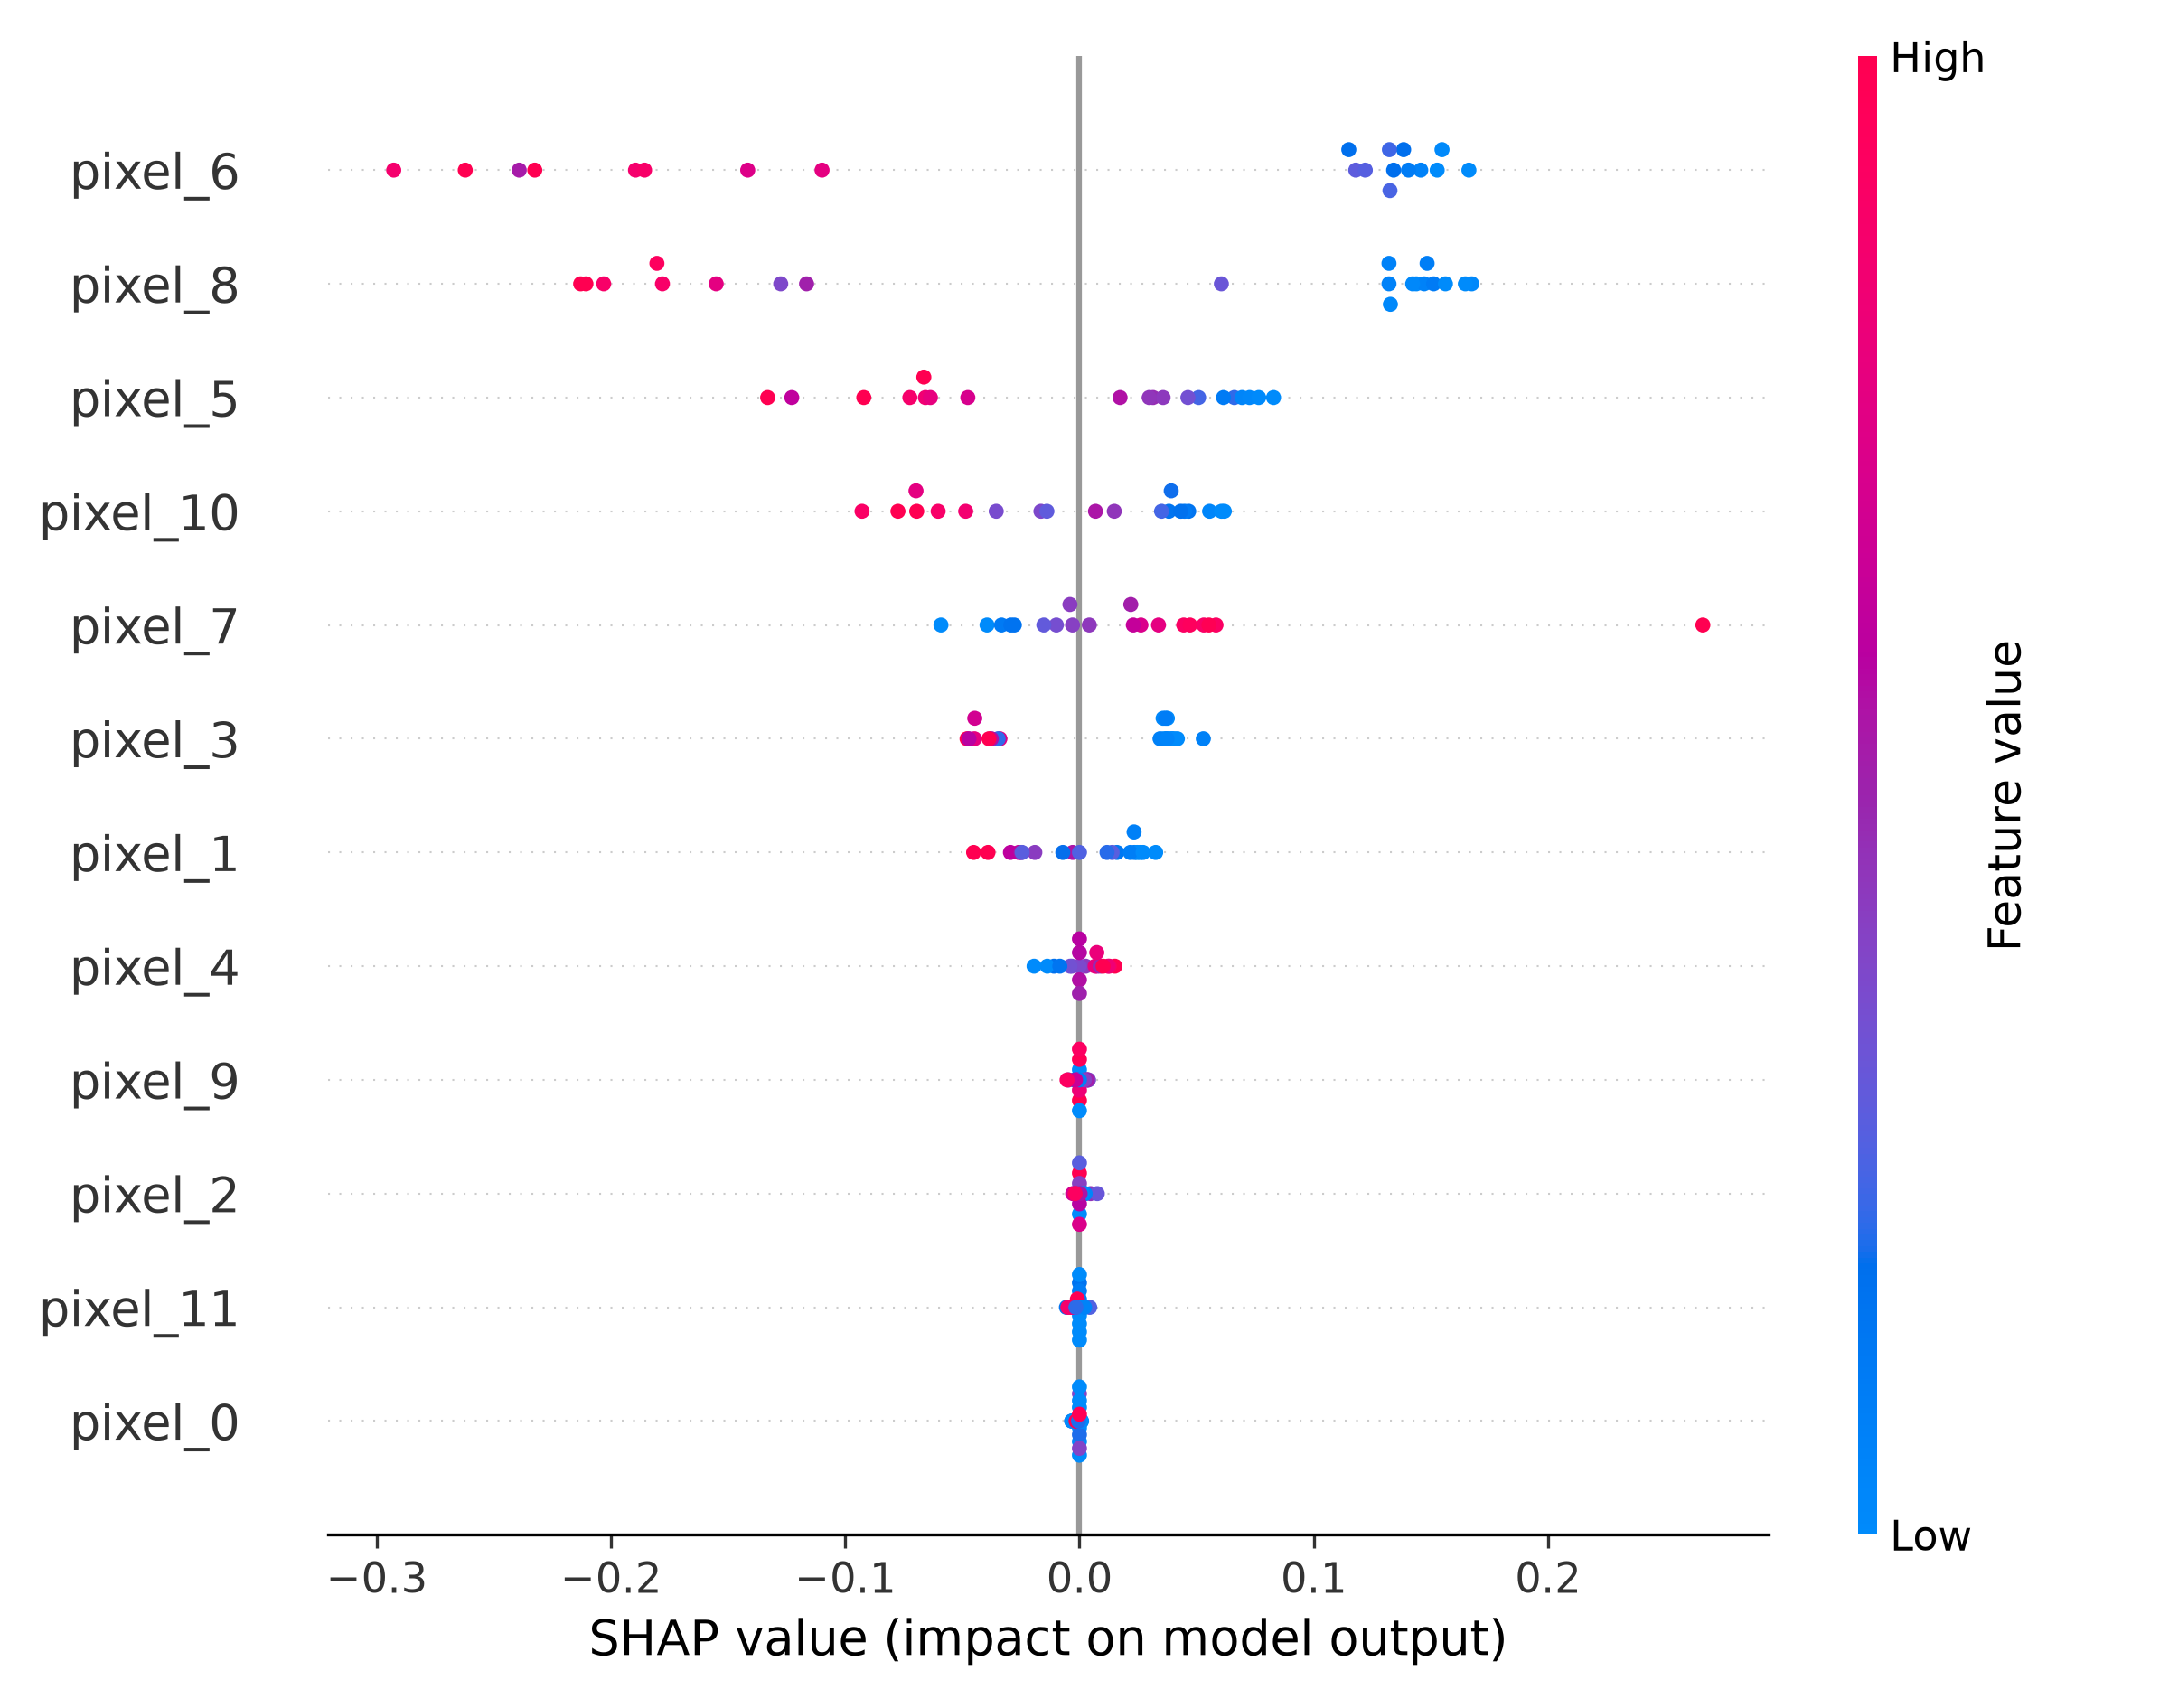 High
pixel_6
pixel_8
pixel_5
pixel_10
pixel_7
pixel_3
pixel_1
pixel_4
pixel_9
pixel_2
pixel_11
pixel_0
Feature value
Low
−0.3 −0.2 −0.1 0.0 0.1 0.2
SHAP value (impact on model output)